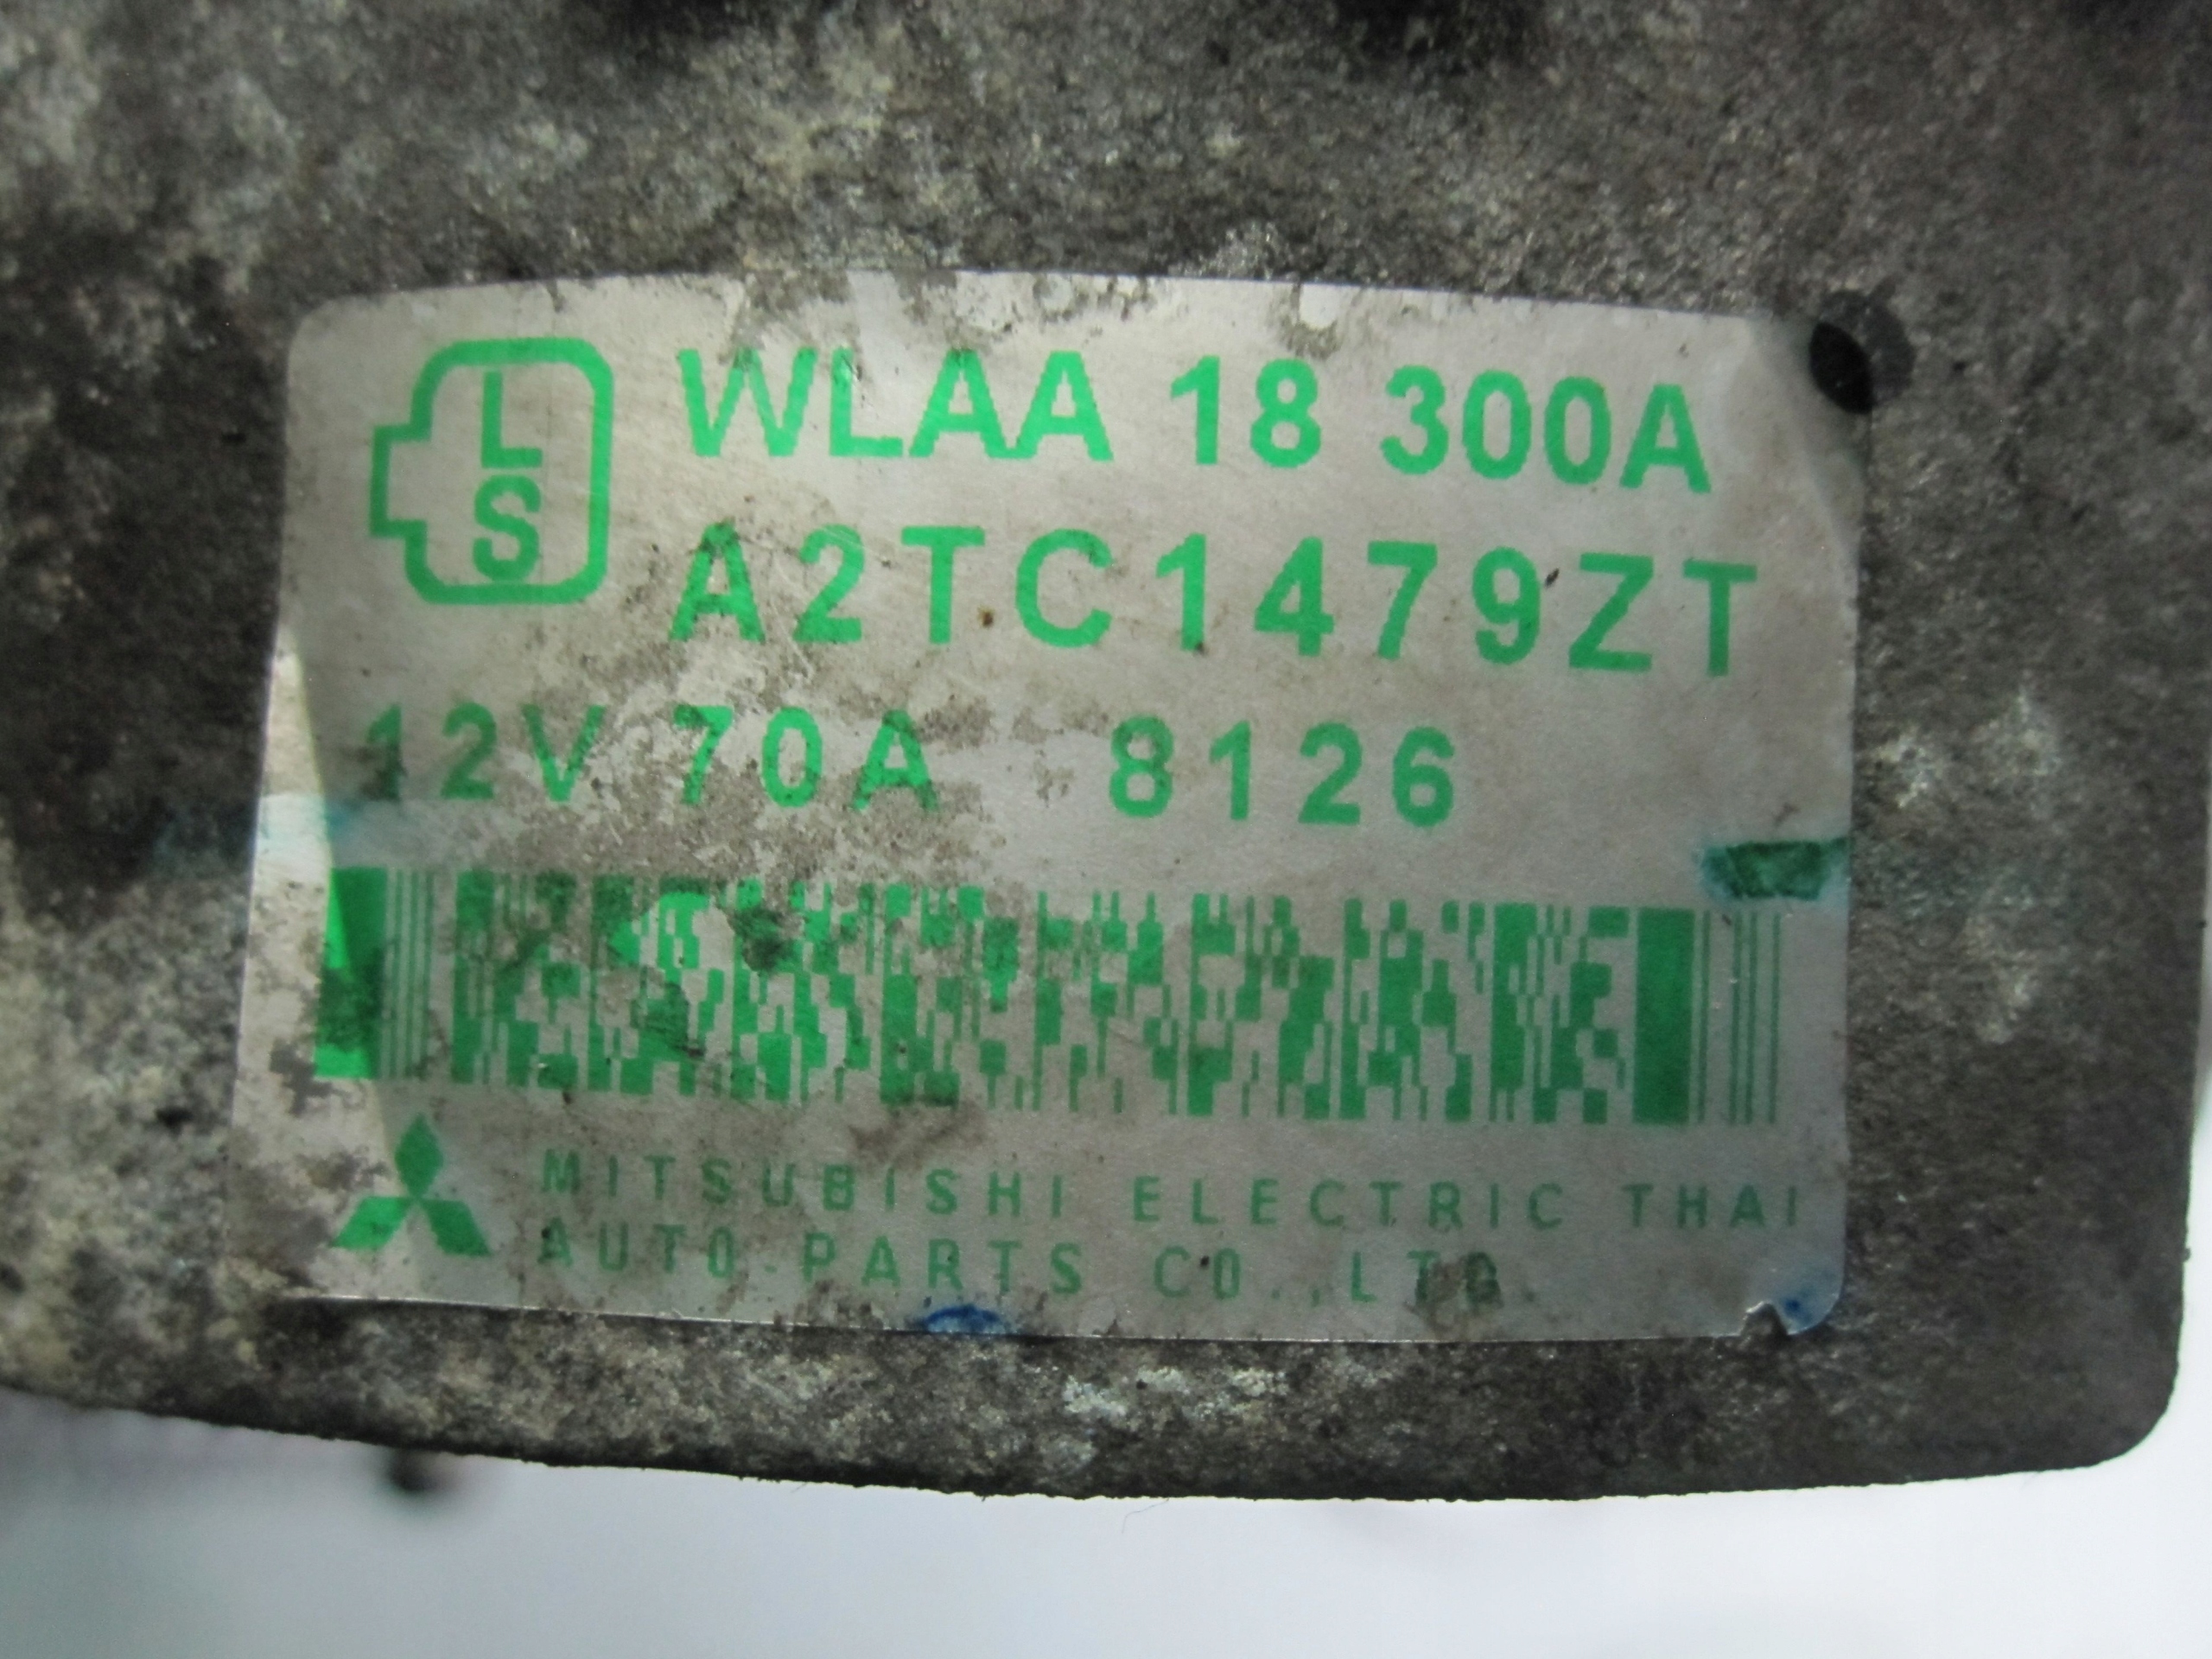 L
S
WLAA 18 300A
A2TC1479ZT
12V 70A 8126
MITSUBISHI ELECTRIC THAI
AUTO-PARTS CO.,LTD.